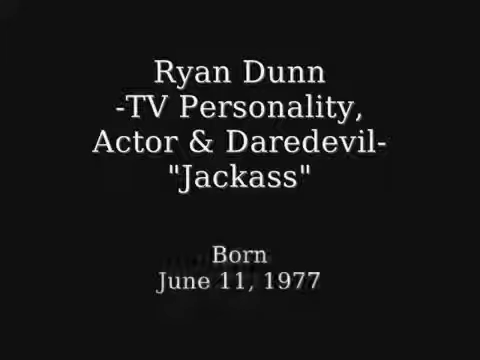 Ryan Dunn
-TV Personality,
Actor & Daredevil-
"Jackass"
Born
June 11, 1977